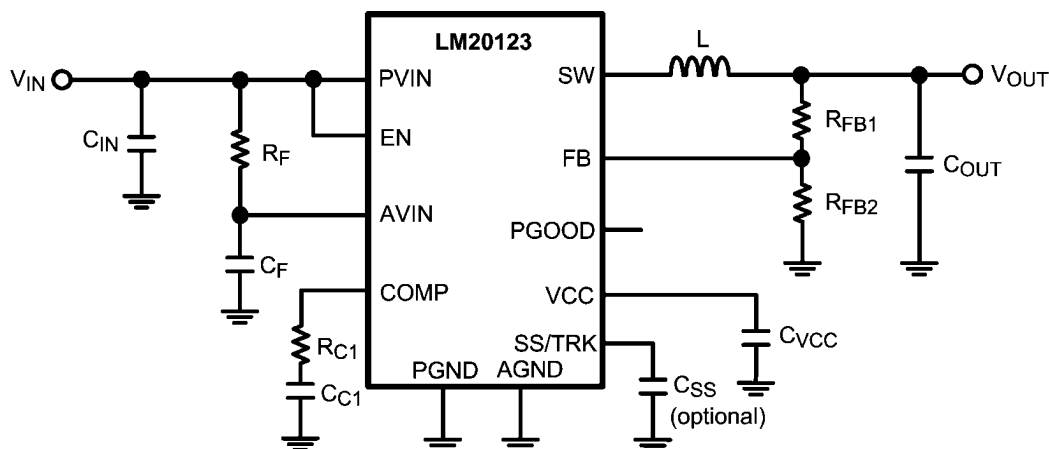 LM20123
L
VIN
PVIN
SW
VOUT
CIN
RF
EN
FB
RFB1
COUT
AVIN
RFB2
PGOOD
CF
COMP
VCC
RC1
SS/TRK
CVCC
PGND
AGND
CC1
CSS
(optional)